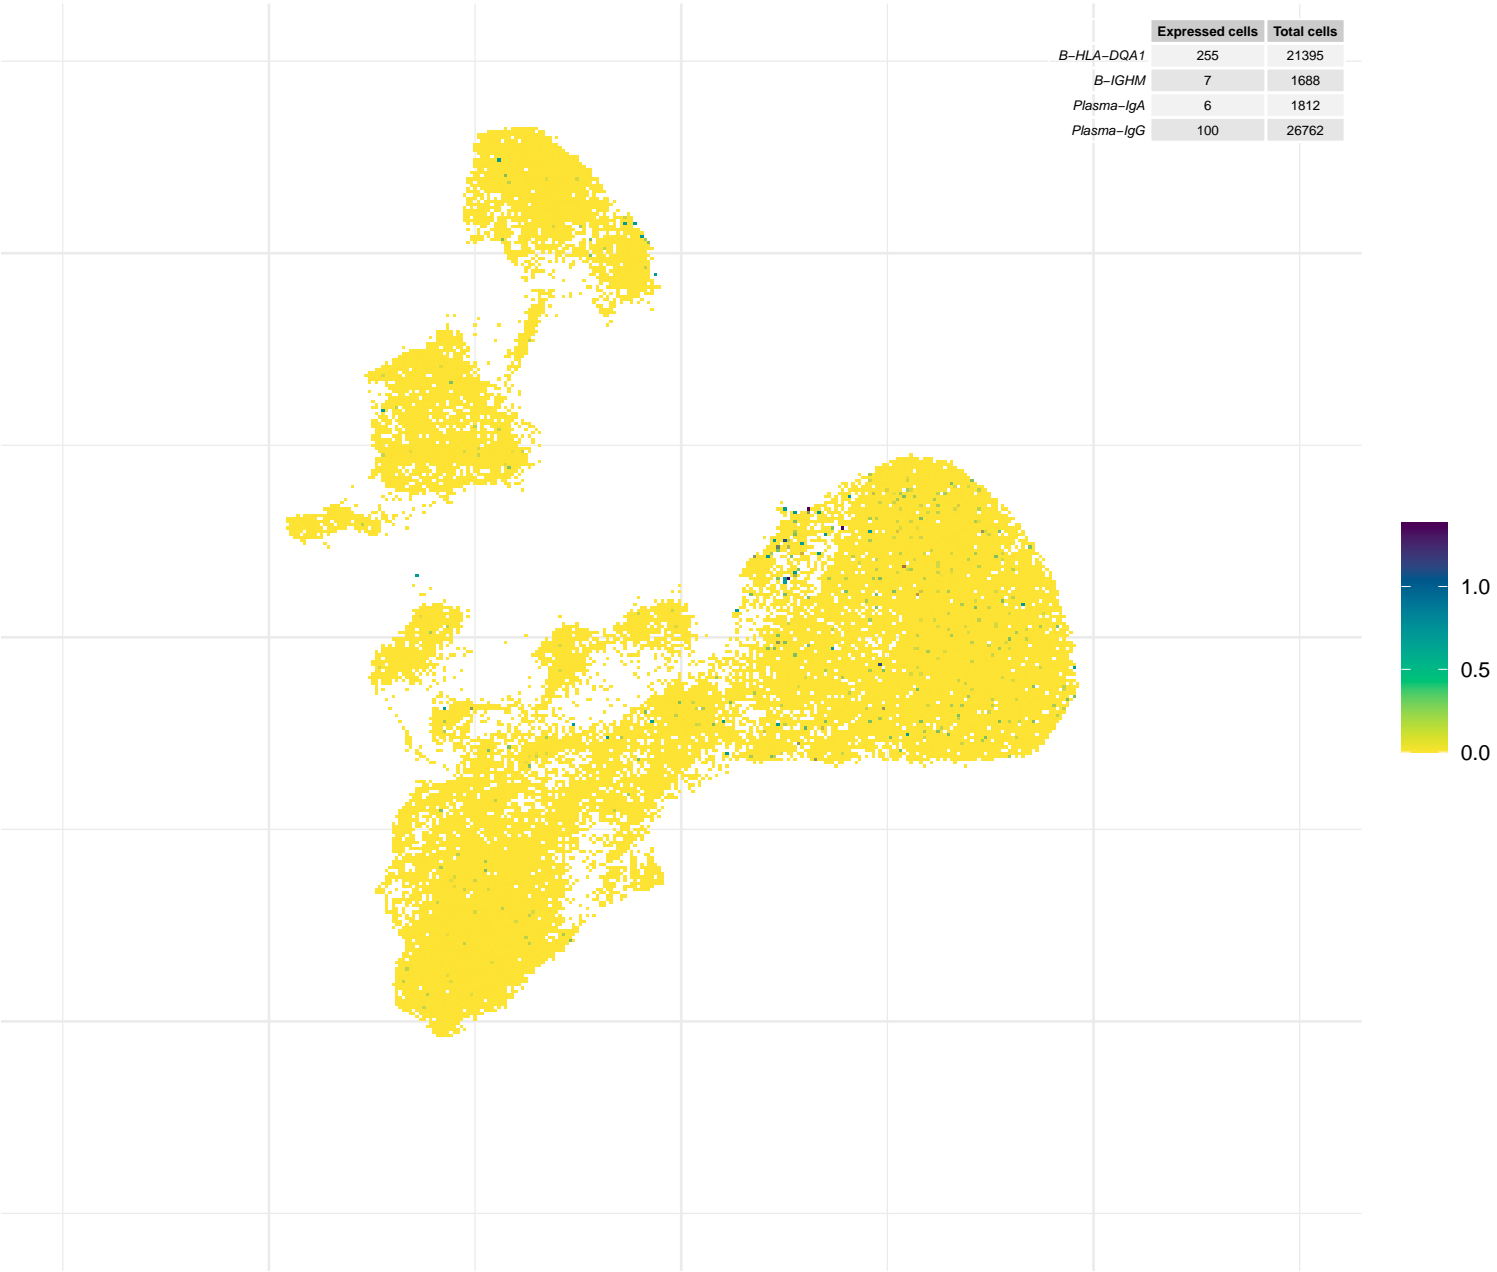 Expressed cells Total cells
B−HLA−DQA1 255 21395
B−IGHM 7 1688
Plasma−IgA 6 1812
Plasma−IgG 100 26762
1.0
0.5
0.0